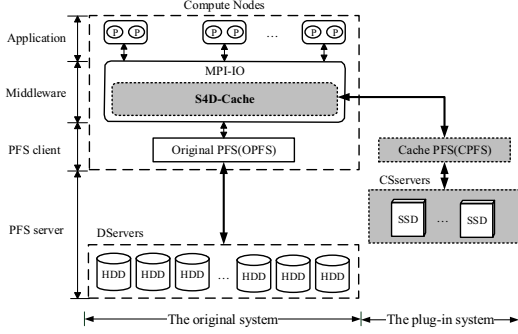 Compute Nodes
Application
P P P P … P P
MPI-IO
Middleware
S4D-Cache
PFS client
Original PFS(OPFS)
Cache PFS(CPFS)
CSservers
SSD … SSD
PFS server
DServers
HDD HDD HDD … HDD HDD HDD
The original system
The plug-in system